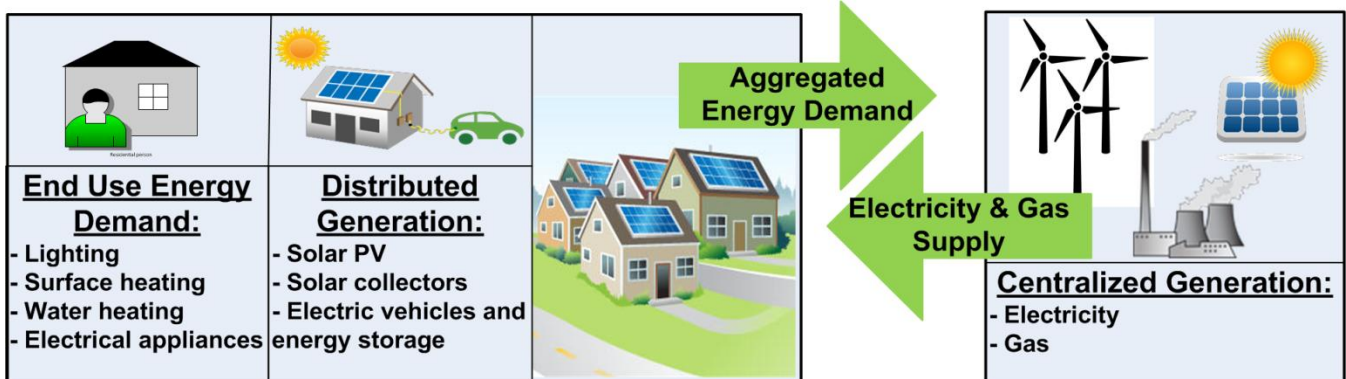 Residential person
End Use Energy
Demand:
- Lighting
- Surface heating
- Water heating
- Electrical appliances
Distributed
Generation:
- Solar PV
- Solar collectors
- Electric vehicles and
energy storage
Aggregated
Energy Demand
Electricity & Gas
Supply
Centralized Generation:
- Electricity
- Gas